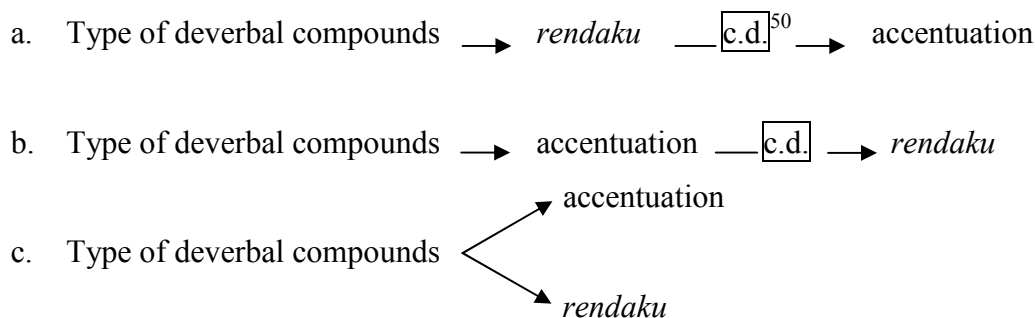 a. Type of deverbal compounds → rendaku — c.d.50 → accentuation
b. Type of deverbal compounds → accentuation — c.d. → rendaku
accentuation
c. Type of deverbal compounds
rendaku